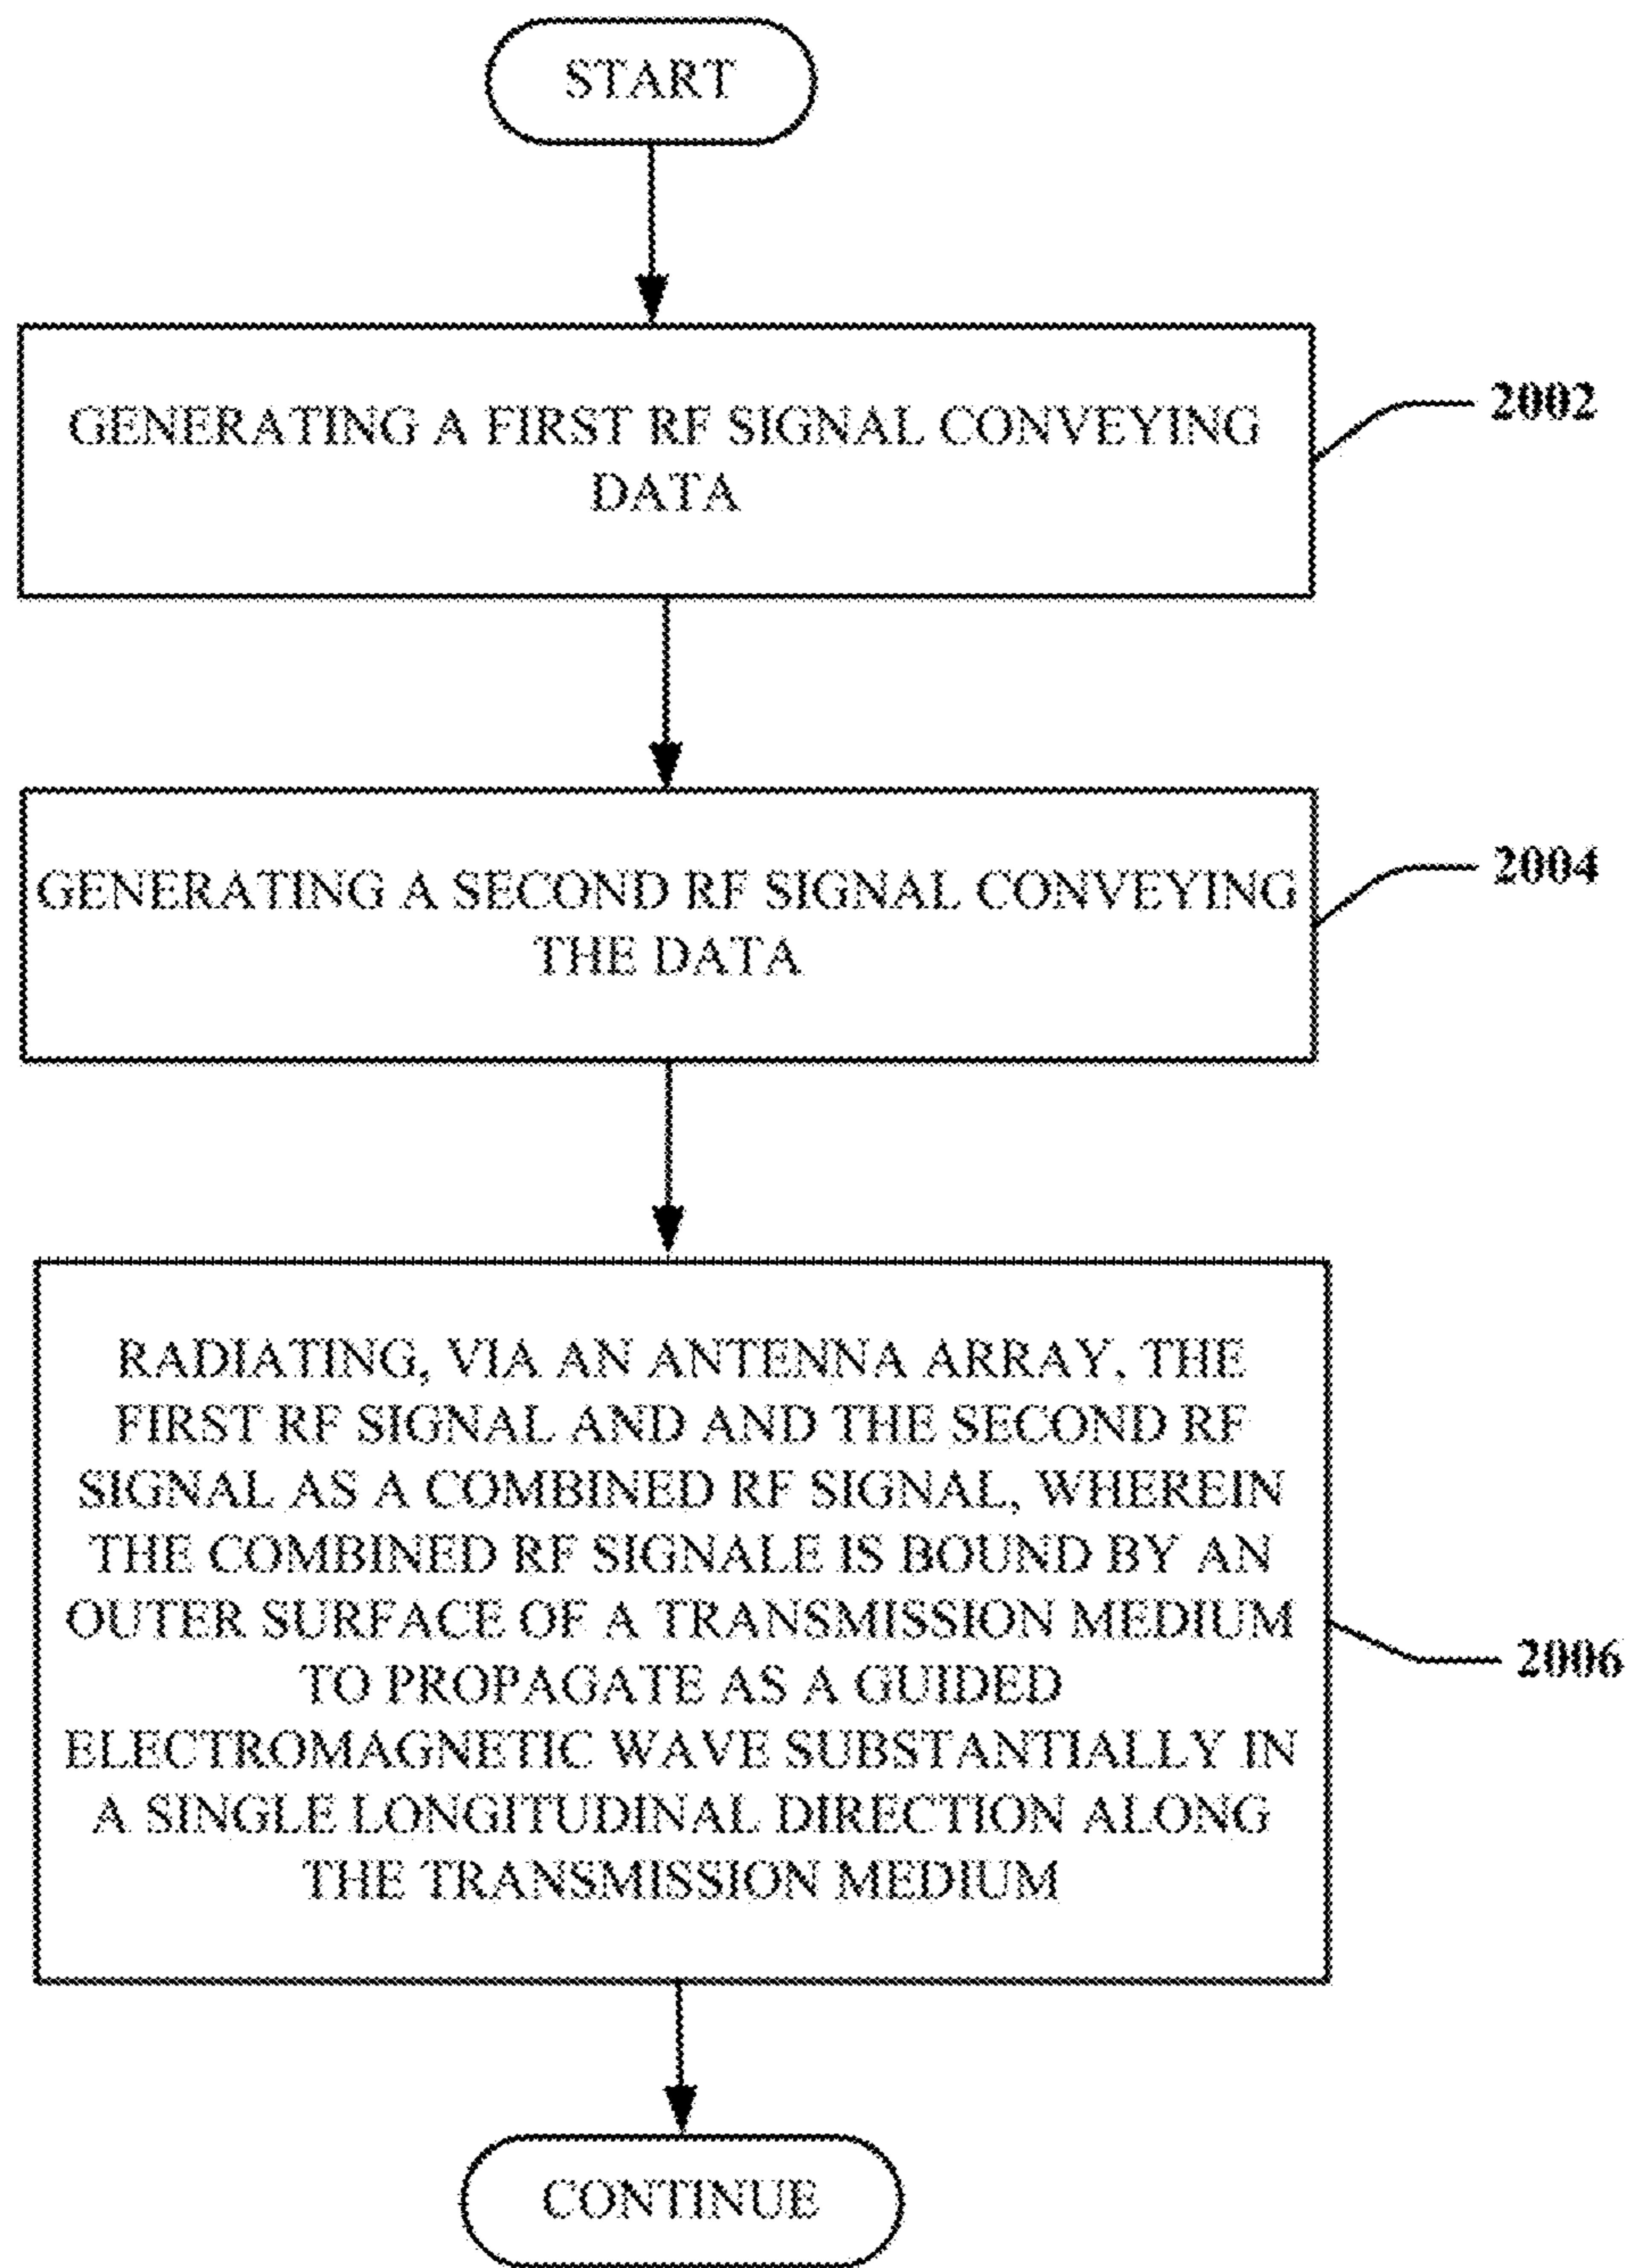 START
GENERATING A FIRST RF SIGNAL CONVEYING
DATA
2002
GENERATING A SECOND RF SIGNAL CONVEYING
THE DATA
2004
RADIATING, VIA AN ANTENNA ARRAY, THE
FIRST RF SIGNAL AND AND THE SECOND RF
SIGNAL AS A COMBINED RF SIGNAL, WHEREIN
THE COMBINED RF SIGNALE IS BOUND BY AN
OUTER SURFACE OF A TRANSMISSION MEDIUM
TO PROPAGATE AS A GUIDED
ELECTROMAGNETIC WAVE SUBSTANTIALLY IN
A SINGLE LONGITUDINAL DIRECTION ALONG
THE TRANSMISSION MEDIUM
2006
CONTINUE